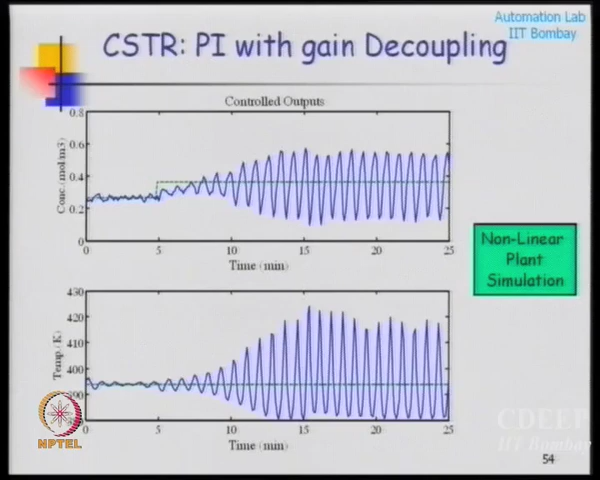 Automation Lab
IIT Bombay
CSTR: PI with gain Decoupling
Controlled Outputs
0.8
0.6
0.4
0.2
0
Conc.(mol/m3)
0 5 10 15 20 25
Time (min)
Non-Linear
Plant
Simulation
430
420
410
400
390
Temp.(K)
0 5 10 15 20 25
Time (min)
NPTEL
CDEEP
IIT Bombay
54